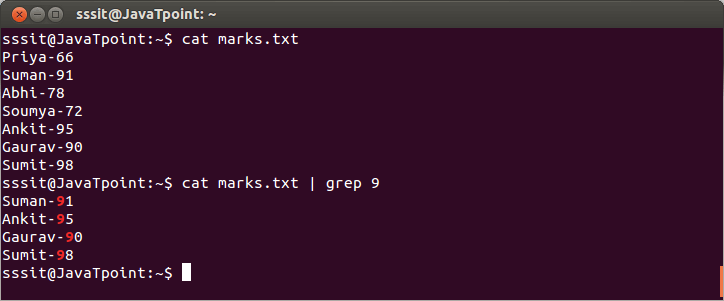 sssit@JavaTpoint: ~
sssit@JavaTpoint:~$ cat marks.txt
Priya-66
Suman-91
Abhi-78
Soumya-72
Ankit-95
Gaurav-90
Sumit-98
sssit@JavaTpoint:~$ cat marks.txt | grep 9
Suman-91
Ankit-95
Gaurav-90
Sumit-98
sssit@JavaTpoint:~$